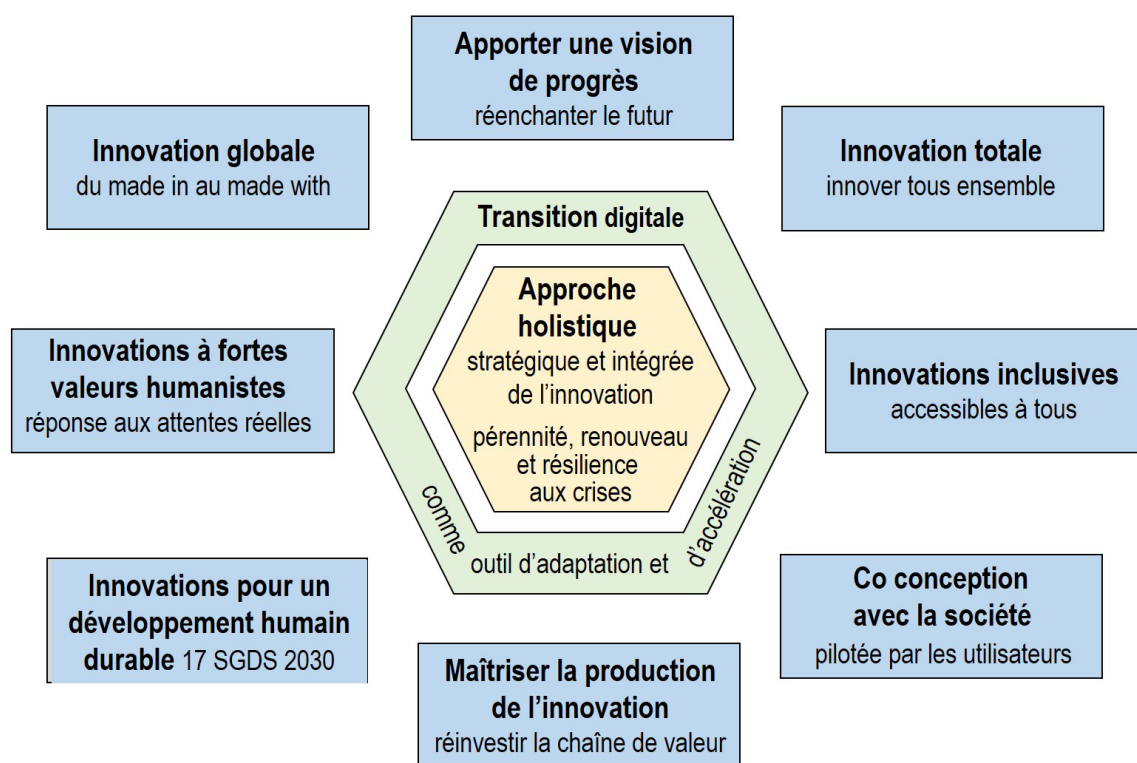 Apporter une vision
de progrès
réenchanter le futur
Innovation globale
du made in au made with
Innovation totale
innover tous ensemble
Transition digitale
Approche
holistique
stratégique et intégrée
de l'innovation
pérennité, renouveau
et résilience
aux crises
comme
outil d'adaptation et
d'accélération
Innovations à fortes
valeurs humanistes
réponse aux attentes réelles
Innovations inclusives
accessibles à tous
Innovations pour un
développement humain
durable 17 SGDS 2030
Co conception
avec la société
pilotée par les utilisateurs
Maîtriser la production
de l'innovation
réinvestir la chaîne de valeur